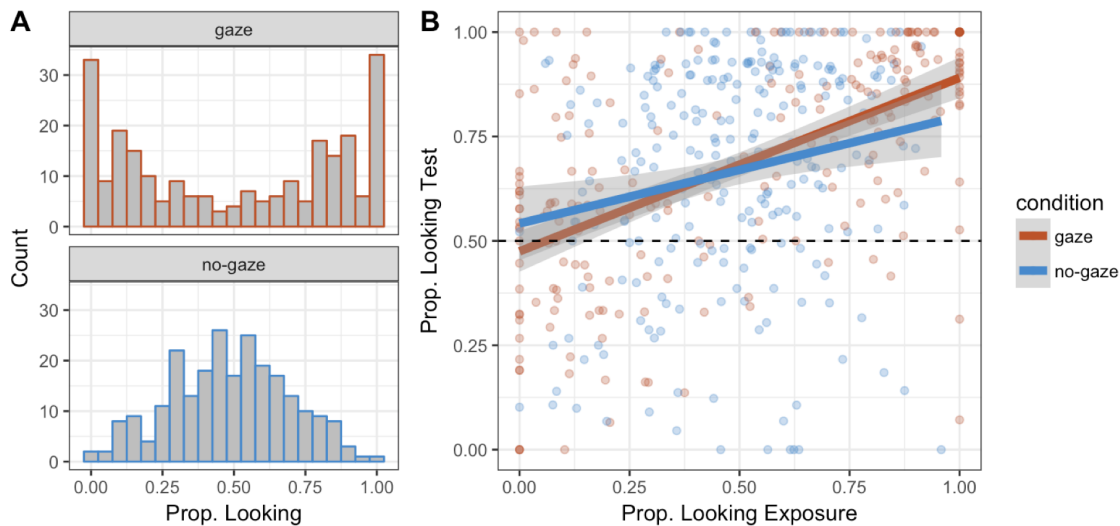 A
gaze
30
20
10
0
no-gaze
30
20
10
0
Count
0.00 0.25 0.50 0.75 1.00
Prop. Looking
B
1.00
0.75
0.50
0.25
0.00
Prop. Looking Test
0.00 0.25 0.50 0.75 1.00
Prop. Looking Exposure
condition
gaze
no-gaze